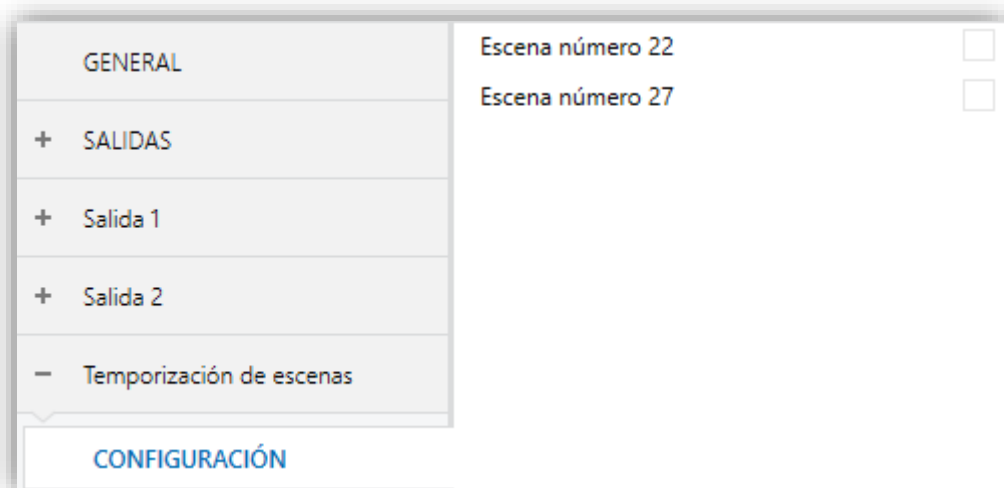 GENERAL
+ SALIDAS
+ Salida 1
+ Salida 2
− Temporización de escenas
CONFIGURACIÓN
Escena número 22
Escena número 27